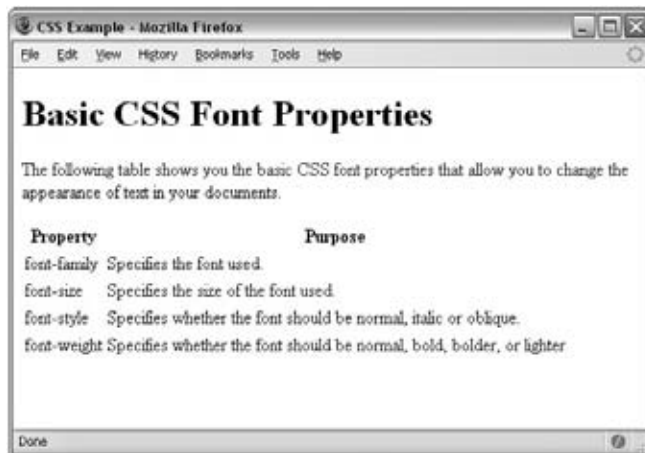 CSS Example - Mozilla Firefox
File Edit View History Bookmarks Tools Help
Basic CSS Font Properties
The following table shows you the basic CSS font properties that allow you to change the
appearance of text in your documents.
Property Purpose
font-family Specifies the font used.
font-size Specifies the size of the font used.
font-style Specifies whether the font should be normal, italic or oblique.
font-weight Specifies whether the font should be normal, bold, bolder, or lighter
Done